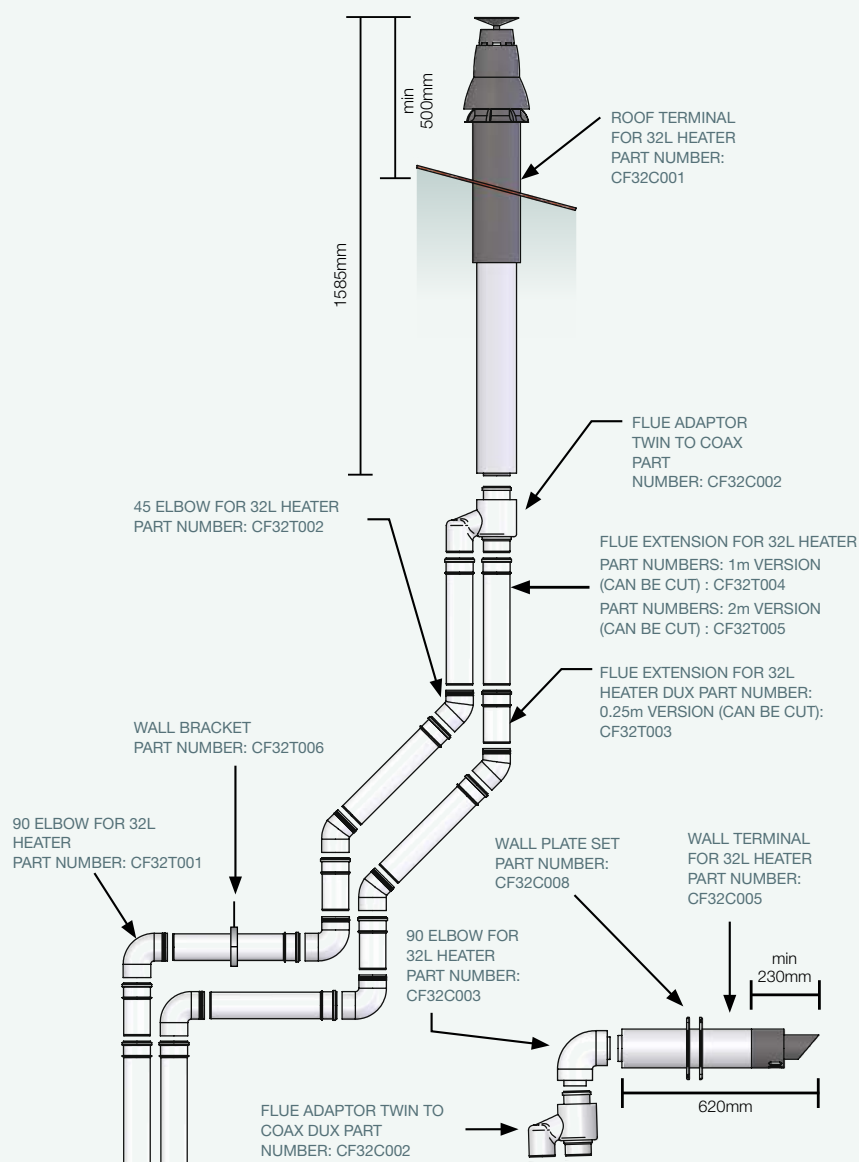 min
500mm
1585mm
ROOF TERMINAL
FOR 32L HEATER
PART NUMBER:
CF32C001
FLUE ADAPTOR
TWIN TO COAX
PART
NUMBER: CF32C002
45 ELBOW FOR 32L HEATER
PART NUMBER: CF32T002
FLUE EXTENSION FOR 32L HEATER
PART NUMBERS: 1m VERSION
(CAN BE CUT) : CF32T004
PART NUMBERS: 2m VERSION
(CAN BE CUT) : CF32T005
FLUE EXTENSION FOR 32L
HEATER DUX PART NUMBER:
0.25m VERSION (CAN BE CUT):
CF32T003
WALL BRACKET
PART NUMBER: CF32T006
90 ELBOW FOR 32L
HEATER
PART NUMBER: CF32T001
WALL PLATE SET
PART NUMBER:
CF32C008
WALL TERMINAL
FOR 32L HEATER
PART NUMBER:
CF32C005
90 ELBOW FOR
32L HEATER
PART NUMBER:
CF32C003
min
230mm
620mm
FLUE ADAPTOR TWIN TO
COAX DUX PART
NUMBER: CF32C002